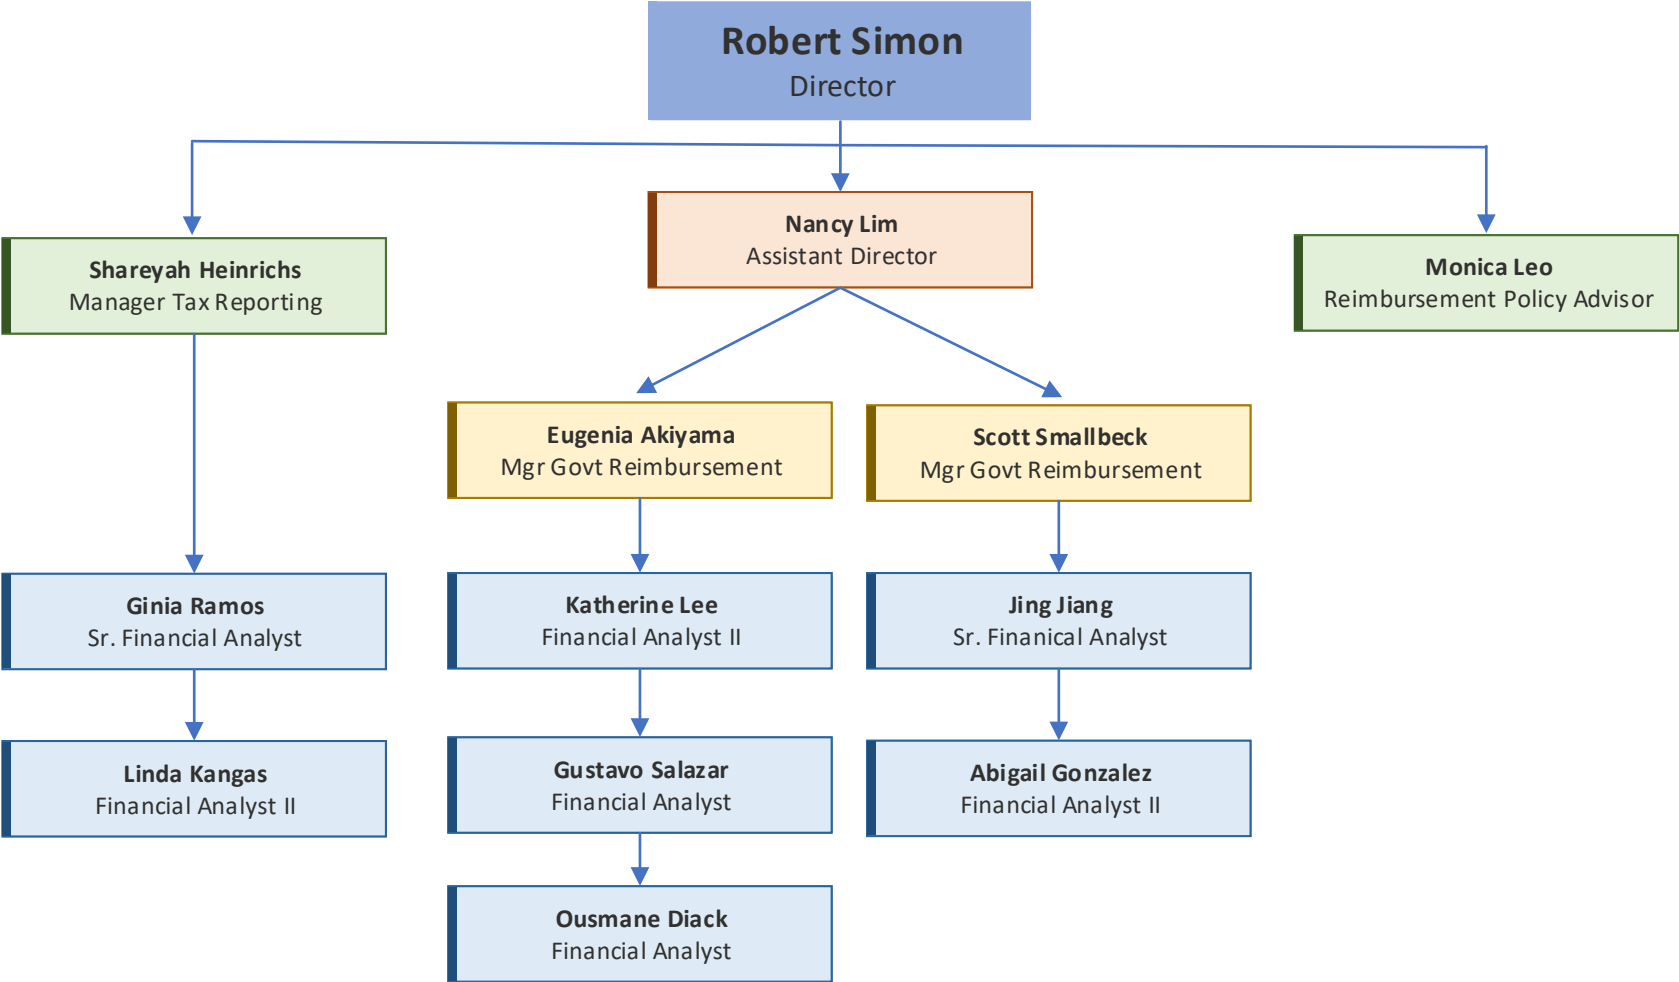 Robert Simon
Director
Nancy Lim
Assistant Director
Shareyah Heinrichs
Manager Tax Reporting
Monica Leo
Reimbursement Policy Advisor
Eugenia Akiyama
Mgr Govt Reimbursement
Scott Smallbeck
Mgr Govt Reimbursement
Ginia Ramos
Sr. Financial Analyst
Katherine Lee
Financial Analyst II
Jing Jiang
Sr. Finanical Analyst
Linda Kangas
Financial Analyst II
Gustavo Salazar
Financial Analyst
Abigail Gonzalez
Financial Analyst II
Ousmane Diack
Financial Analyst